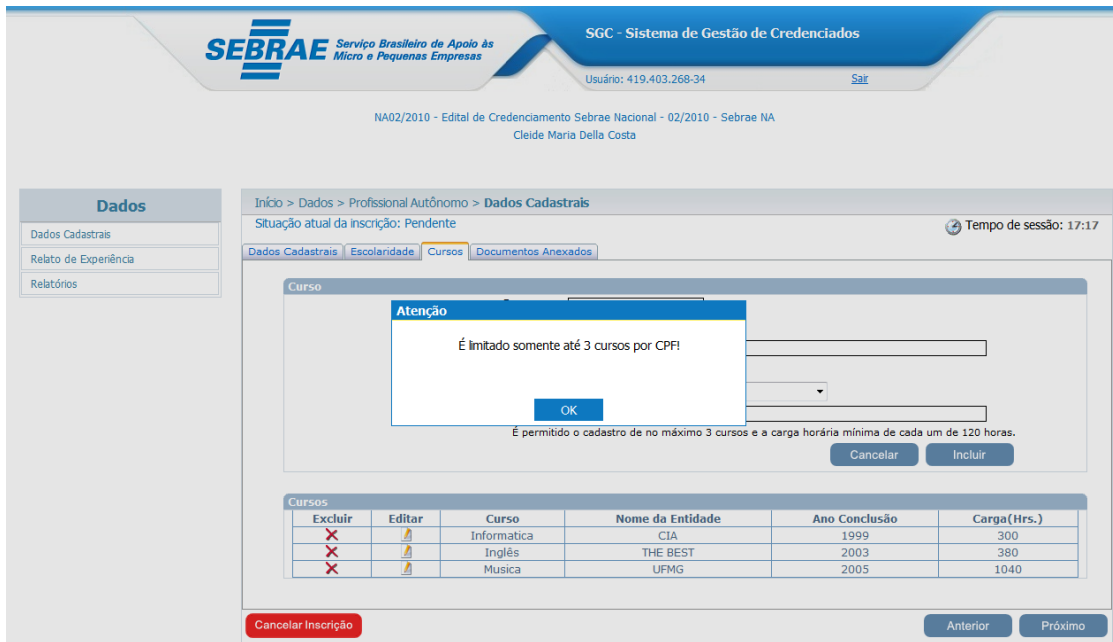 SEBRAE
Serviço Brasileiro de Apoio às
Micro e Pequenas Empresas
SGC - Sistema de Gestão de Credenciados
Usuário: 419.403.268-34 Sair
NA02/2010 - Edital de Credenciamento Sebrae Nacional - 02/2010 - Sebrae NA
Cleide Maria Della Costa
Dados
Dados Cadastrais
Relato de Experiência
Relatórios
Início > Dados > Profissional Autônomo > Dados Cadastrais
Situação atual da inscrição: Pendente
Tempo de sessão: 17:17
Dados Cadastrais Escolaridade Cursos Documentos Anexados
Curso
Atenção
É limitado somente até 3 cursos por CPF!
OK
É permitido o cadastro de no máximo 3 cursos e a carga horária mínima de cada um de 120 horas.
Cancelar Incluir
Cursos
Excluir Editar Curso Nome da Entidade Ano Conclusão Carga(Hrs.)
Informatica CIA 1999 300
Inglês THE BEST 2003 380
Musica UFMG 2005 1040
Cancelar Inscrição Anterior Próximo